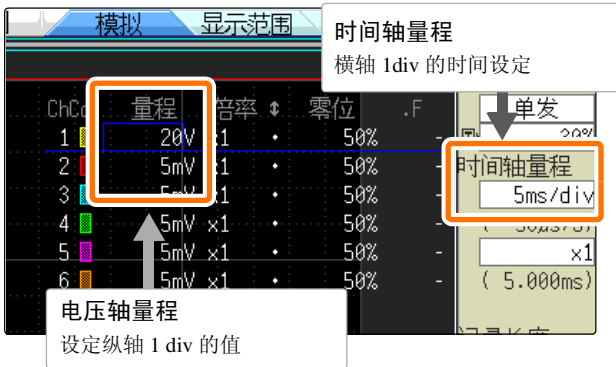 模拟 显示范围
时间轴量程
横轴 1div 的时间设定
ChCo 量程 倍率 零位 .F
单发
1 20V x1 • 50% -
2 5mV x1 • 50% -
时间轴量程
3 5mV x1 • 50% -
5ms/div
4 5mV x1 • 50% -
5 5mV x1 • 50% -
x1
6 5mV x1 • 50% -
( 5.000ms)
电压轴量程
设定纵轴 1 div 的值